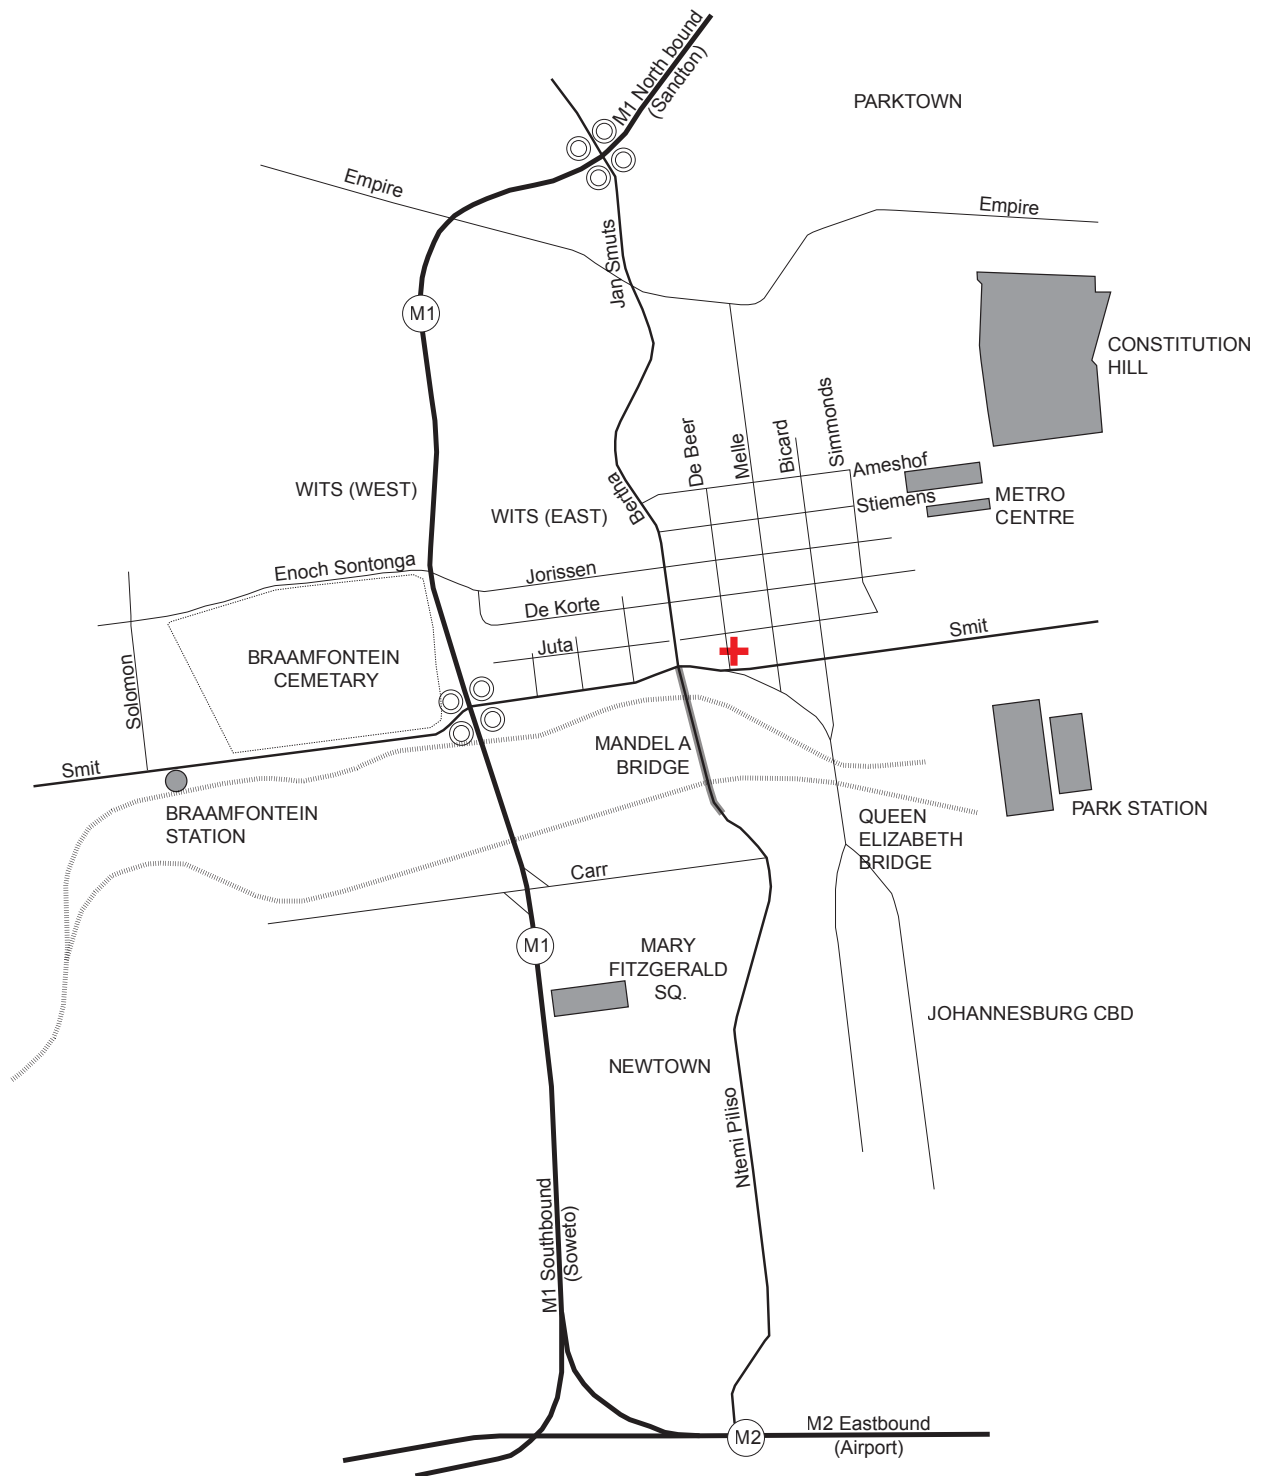 M1 North bound
(Sandton)
PARKTOWN
Empire
Empire
Jan Smuts
M1
CONSTITUTION
HILL
De Beer
Melle
Bicard
Simmonds
Ameshof
Stiemens
METRO
CENTRE
WITS (WEST)
WITS (EAST)
Bertha
Enoch Sontonga
Jorissen
De Korte
Juta
Smit
BRAAMFONTEIN
CEMETARY
Solomon
Smit
MANDELA
BRIDGE
BRAAMFONTEIN
STATION
PARK STATION
QUEEN
ELIZABETH
BRIDGE
Carr
M1
MARY
FITZGERALD
SQ.
JOHANNESBURG CBD
NEWTOWN
Ntemi Piliso
M1 Southbound
(Soweto)
M2
M2 Eastbound
(Airport)